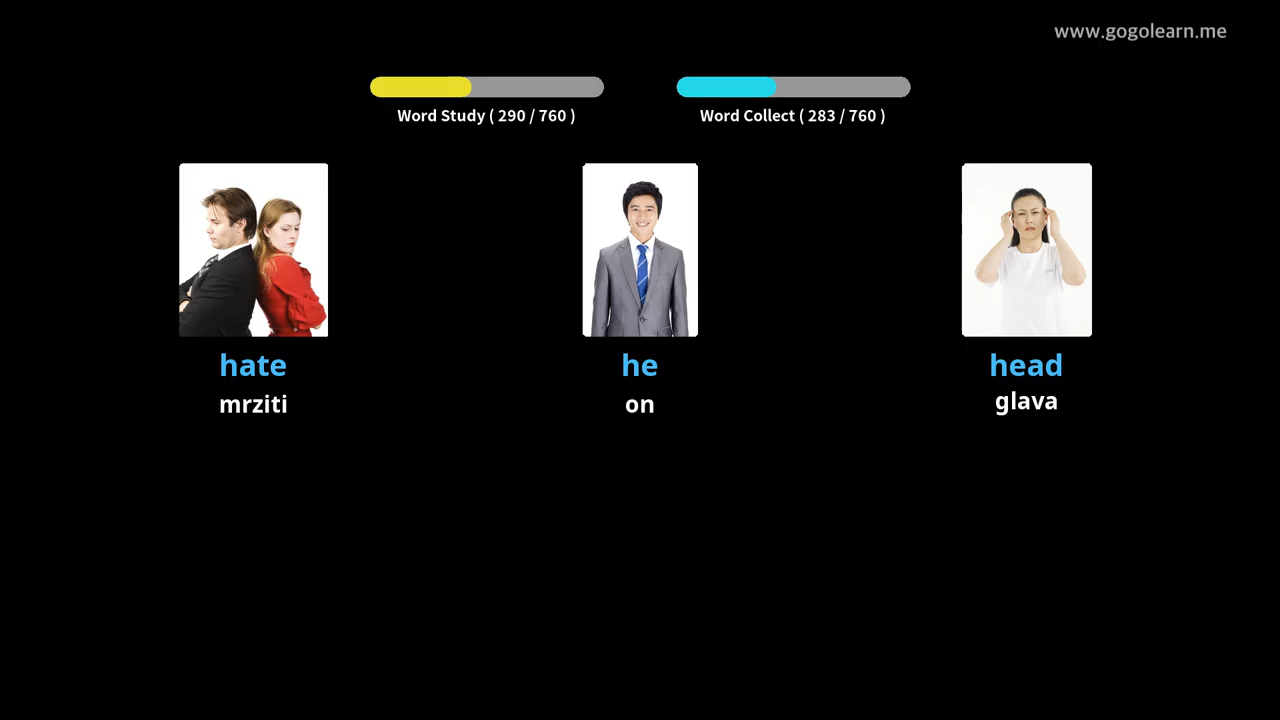 www.gogolearn.me
Word Study ( 290 / 760 )
Word Collect ( 283 / 760 )
hate
mrziti
he
on
head
glava